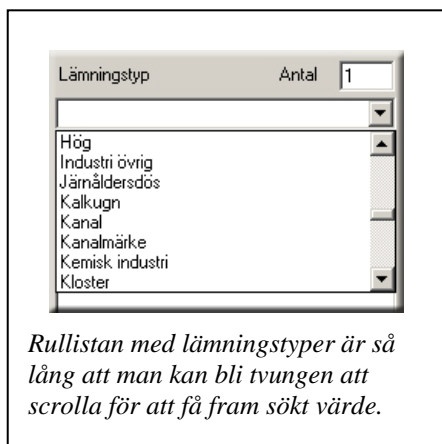 Lämningstyp Antal 1
Hög
Industri övrig
Järnåldersdös
Kalkugn
Kanal
Kanalmärke
Kemisk industri
Kloster
Rullistan med lämningstyper är så
lång att man kan bli tvungen att
scrolla för att få fram sökt värde.